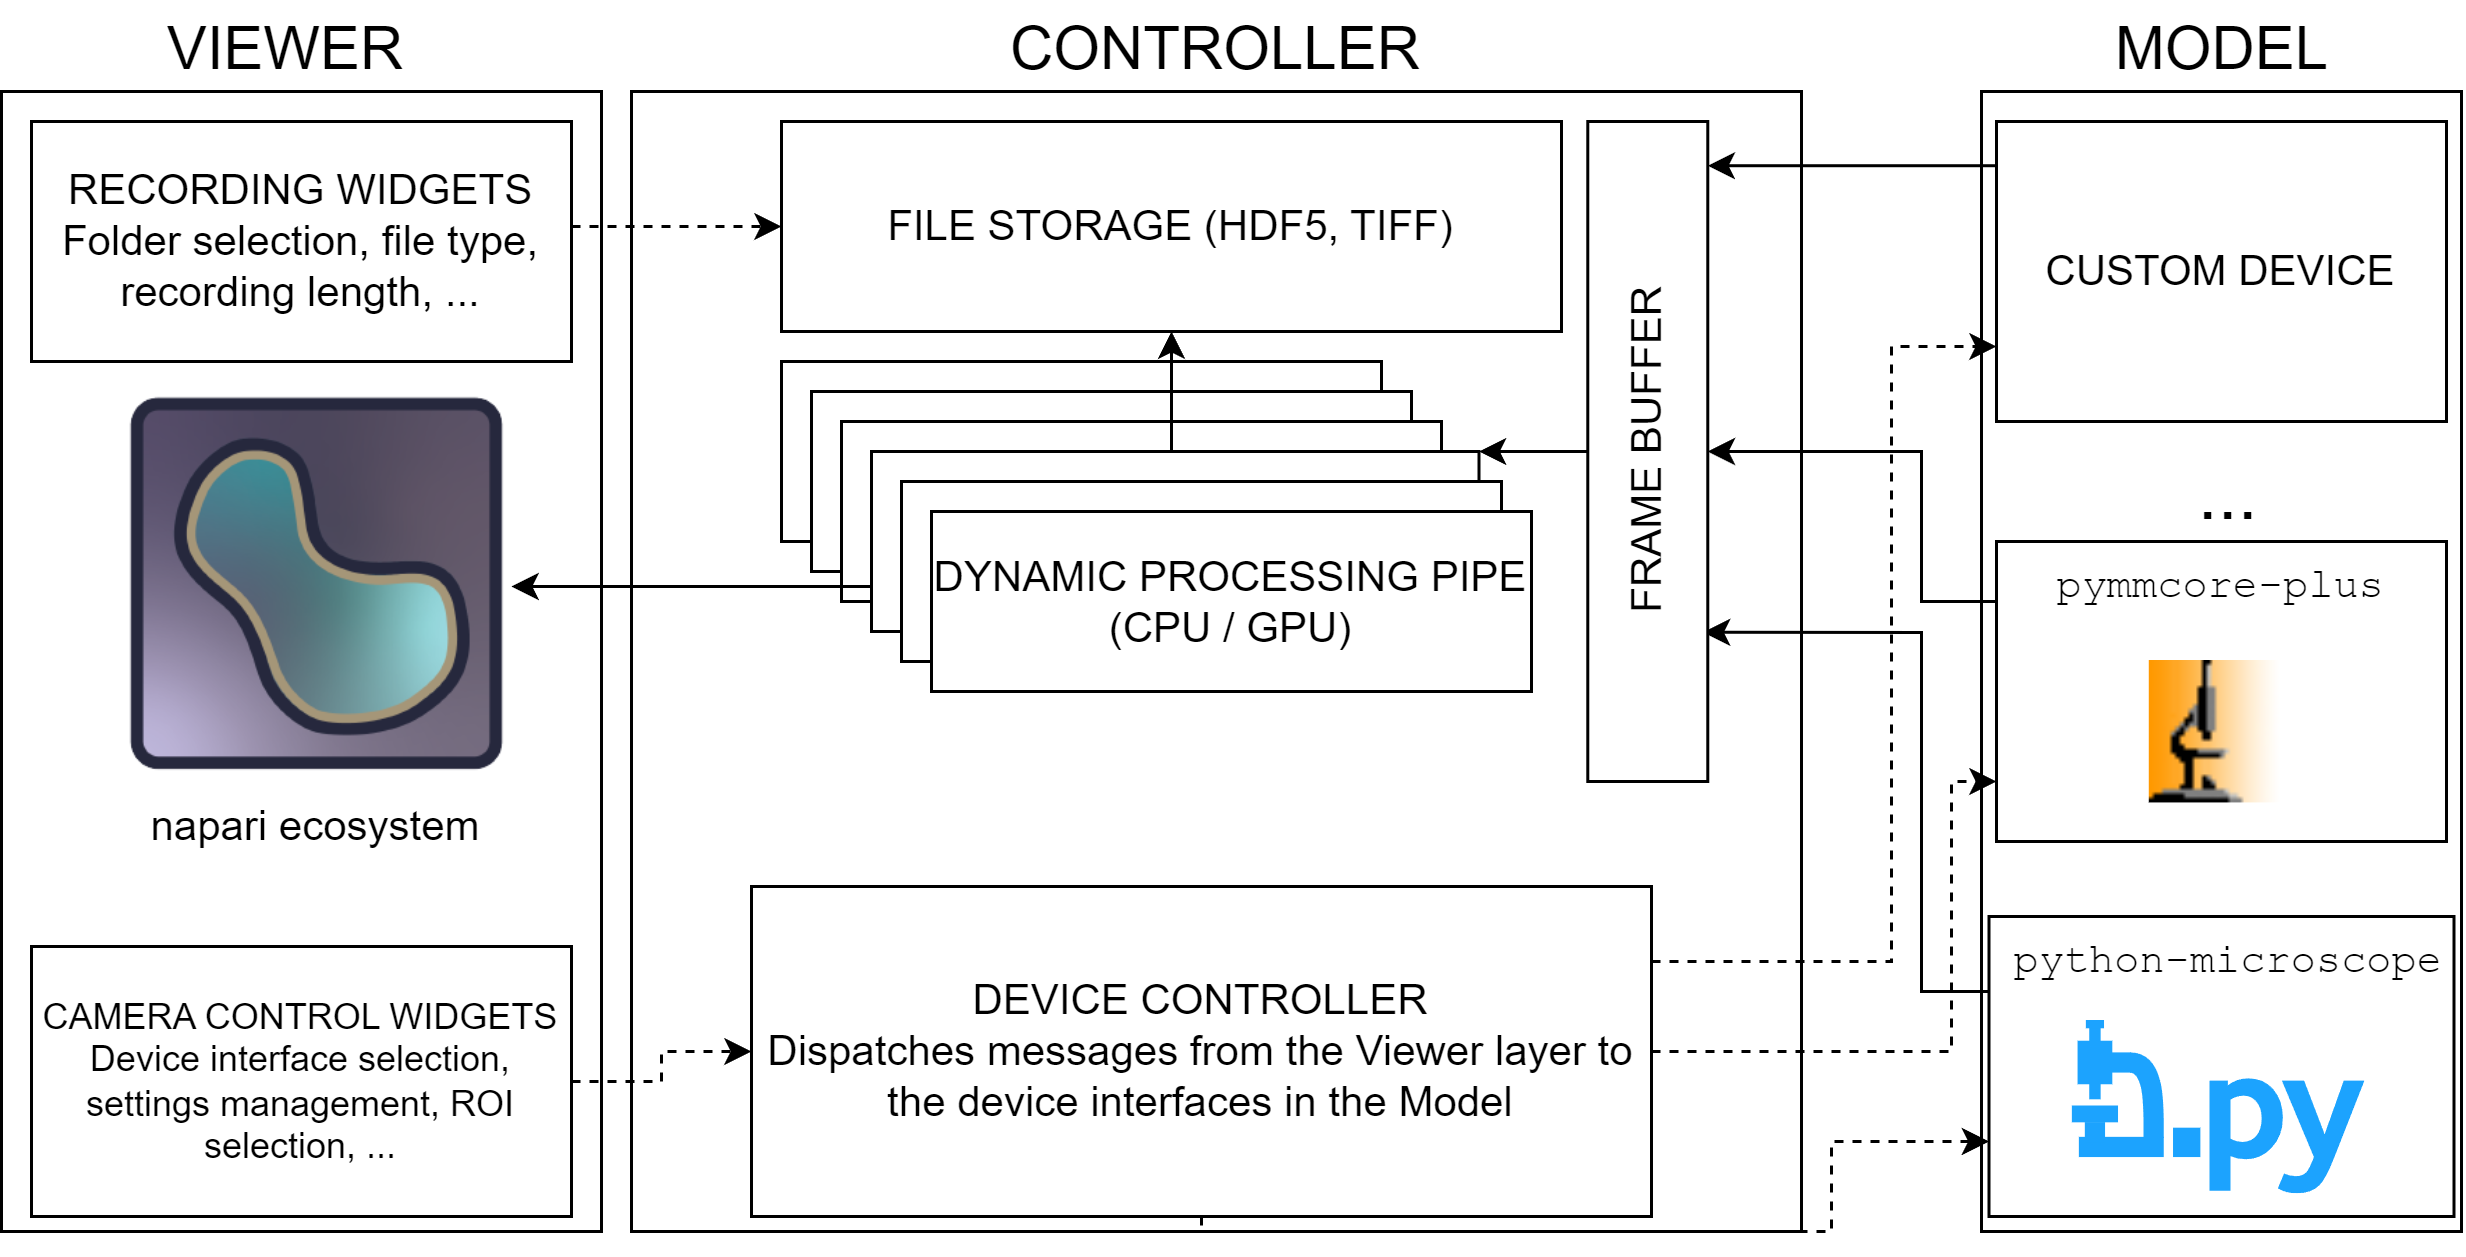 VIEWER
CONTROLLER
MODEL
RECORDING WIDGETS
Folder selection, file type,
recording length, ...
napari ecosystem
CAMERA CONTROL WIDGETS
Device interface selection,
settings management, ROI
selection, ...
FILE STORAGE (HDF5, TIFF)
DYNAMIC PROCESSING PIPE
(CPU / GPU)
FRAME BUFFER
DEVICE CONTROLLER
Dispatches messages from the Viewer layer to
the device interfaces in the Model
CUSTOM DEVICE
...
pymmcore-plus
python-microscope
.py